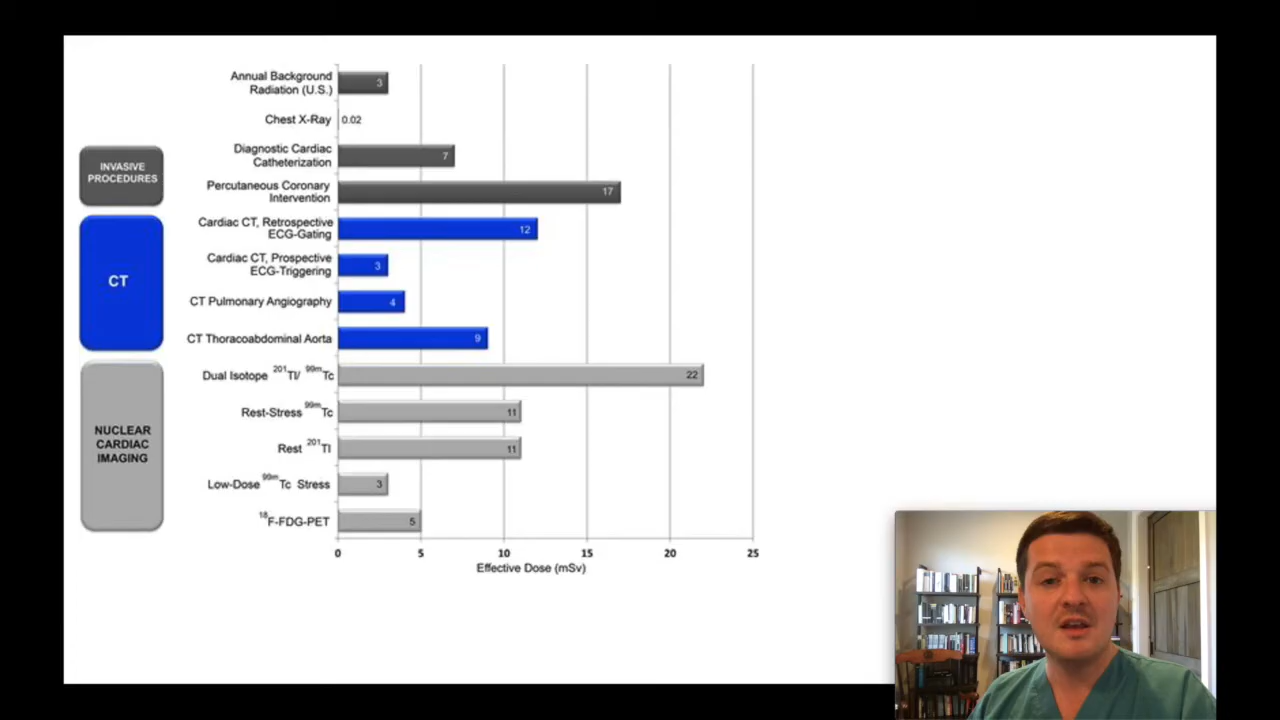 Annual Background
Radiation (U.S.)
3
Chest X-Ray
0.02
Diagnostic Cardiac
Catheterization
7
INVASIVE
PROCEDURES
Percutaneous Coronary
Intervention
17
Cardiac CT, Retrospective
ECG-Gating
12
Cardiac CT, Prospective
ECG-Triggering
3
CT
CT Pulmonary Angiography
4
CT Thoracoabdominal Aorta
9
Dual Isotope 201Tl/ 99mTc
22
Rest-Stress 99mTc
11
NUCLEAR
CARDIAC
IMAGING
Rest 201Tl
11
Low-Dose 99mTc Stress
3
18F-FDG-PET
5
0 5 10 15 20 25
Effective Dose (mSv)